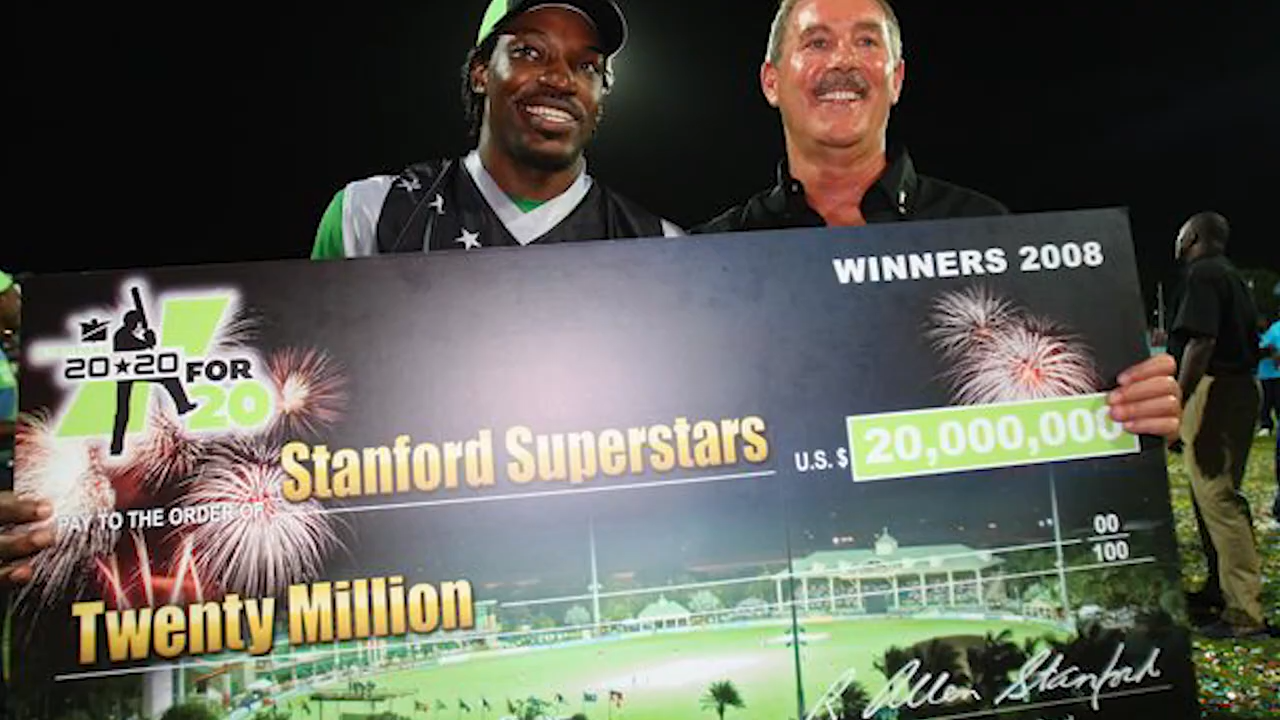 WINNERS 2008
20★20 FOR
20
Stanford Superstars
U.S. $ 20,000,000
PAY TO THE ORDER OF
00
100
Twenty Million
R. Allen Stanford